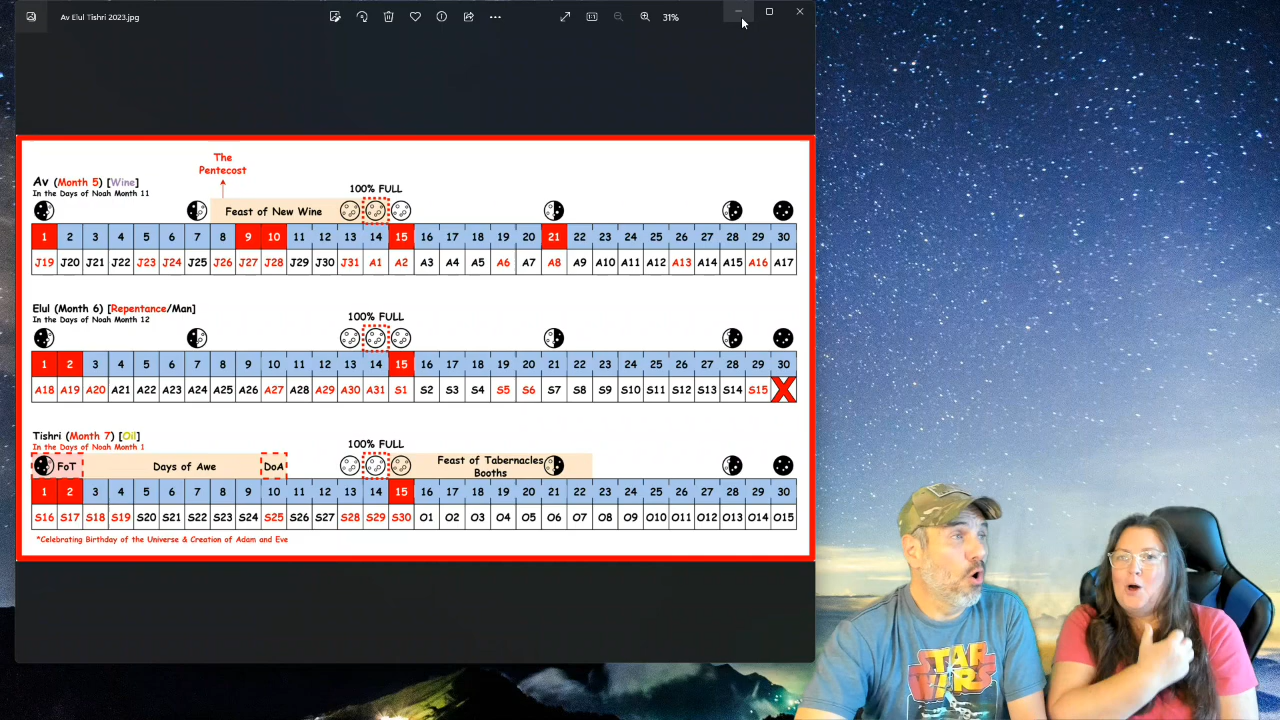 Av Elul Tishri 2023.jpg
31%
The
Pentecost
Av (Month 5) [Wine]
In the Days of Noah Month 11
100% FULL
Feast of New Wine
1 2 3 4 5 6 7 8 9 10 11 12 13 14 15 16 17 18 19 20 21 22 23 24 25 26 27 28 29 30
J19 J20 J21 J22 J23 J24 J25 J26 J27 J28 J29 J30 J31 A1 A2 A3 A4 A5 A6 A7 A8 A9 A10 A11 A12 A13 A14 A15 A16 A17
Elul (Month 6) [Repentance/Man]
In the Days of Noah Month 12
100% FULL
1 2 3 4 5 6 7 8 9 10 11 12 13 14 15 16 17 18 19 20 21 22 23 24 25 26 27 28 29 30
A18 A19 A20 A21 A22 A23 A24 A25 A26 A27 A28 A29 A30 A31 S1 S2 S3 S4 S5 S6 S7 S8 S9 S10 S11 S12 S13 S14 S15 X
Tishri (Month 7) [Oil]
In the Days of Noah Month 1
100% FULL
FoT Days of Awe DoA Feast of Tabernacles
Booths
1 2 3 4 5 6 7 8 9 10 11 12 13 14 15 16 17 18 19 20 21 22 23 24 25 26 27 28 29 30
S16 S17 S18 S19 S20 S21 S22 S23 S24 S25 S26 S27 S28 S29 S30 O1 O2 O3 O4 O5 O6 O7 O8 O9 O10 O11 O12 O13 O14 O15
*Celebrating Birthday of the Universe & Creation of Adam and Eve
STAR
WARS